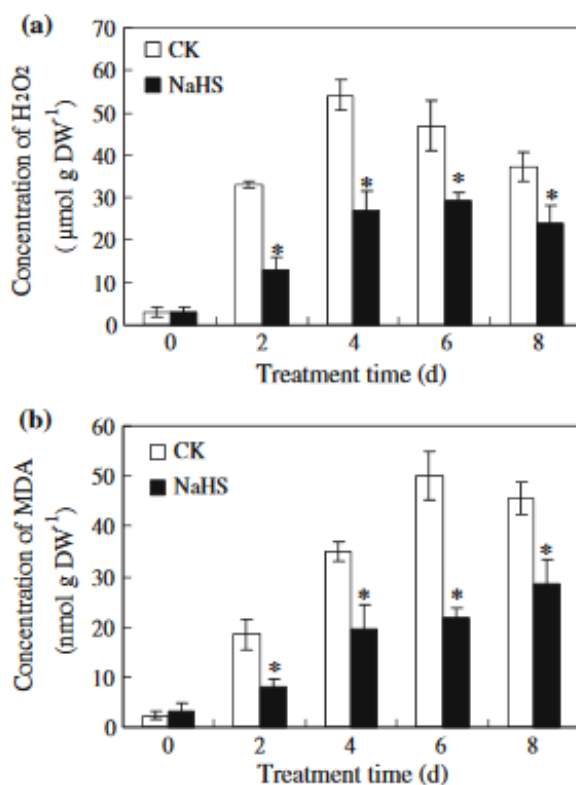 (a)
70
CK
60
NaHS
50
40
30
20
10
0
* * * *
0 2 4 6 8
Treatment time (d)
Concentration of H2O2
( μmol g DW⁻¹)
(b)
60
CK
50
NaHS
40
30
20
10
0
* * * *
0 2 4 6 8
Treatment time (d)
Concentration of MDA
(nmol g DW⁻¹)